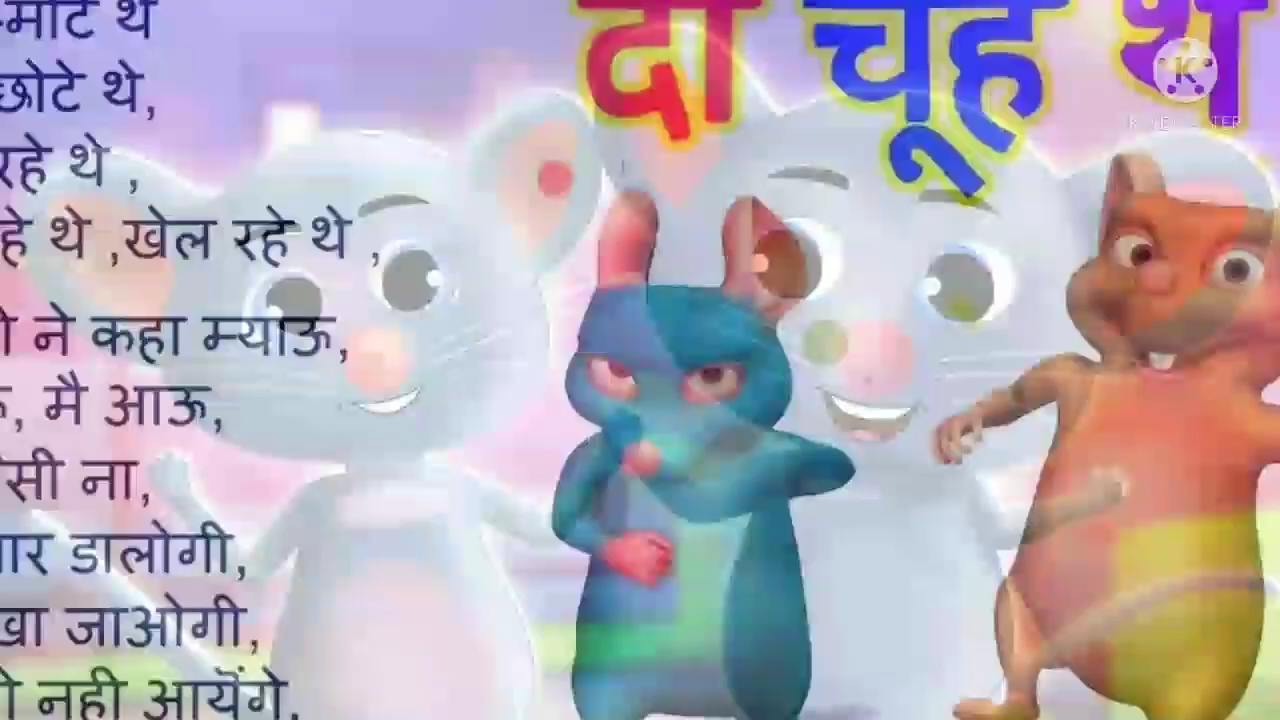 दो चूहे थे
-मोटे थे
छोटे थे,
रहे थे ,
हे थे ,खेल रहे थे ,
ने कहा म्याऊ,
मै आऊ,
सी ना,
डालोगी,
खा जाओगी,
नही आयेंगे,